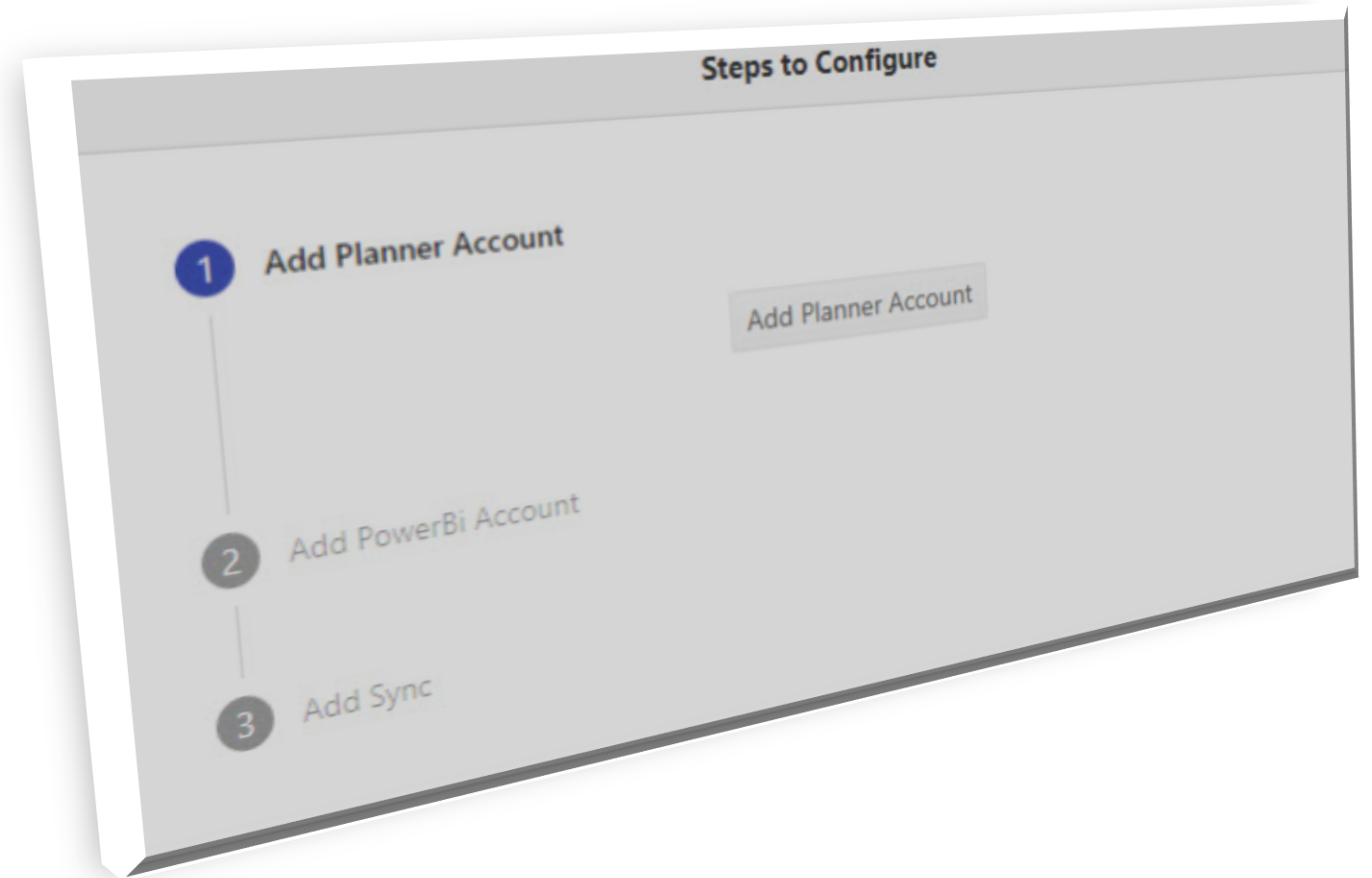 Steps to Configure
1 Add Planner Account
Add Planner Account
2 Add PowerBi Account
3 Add Sync